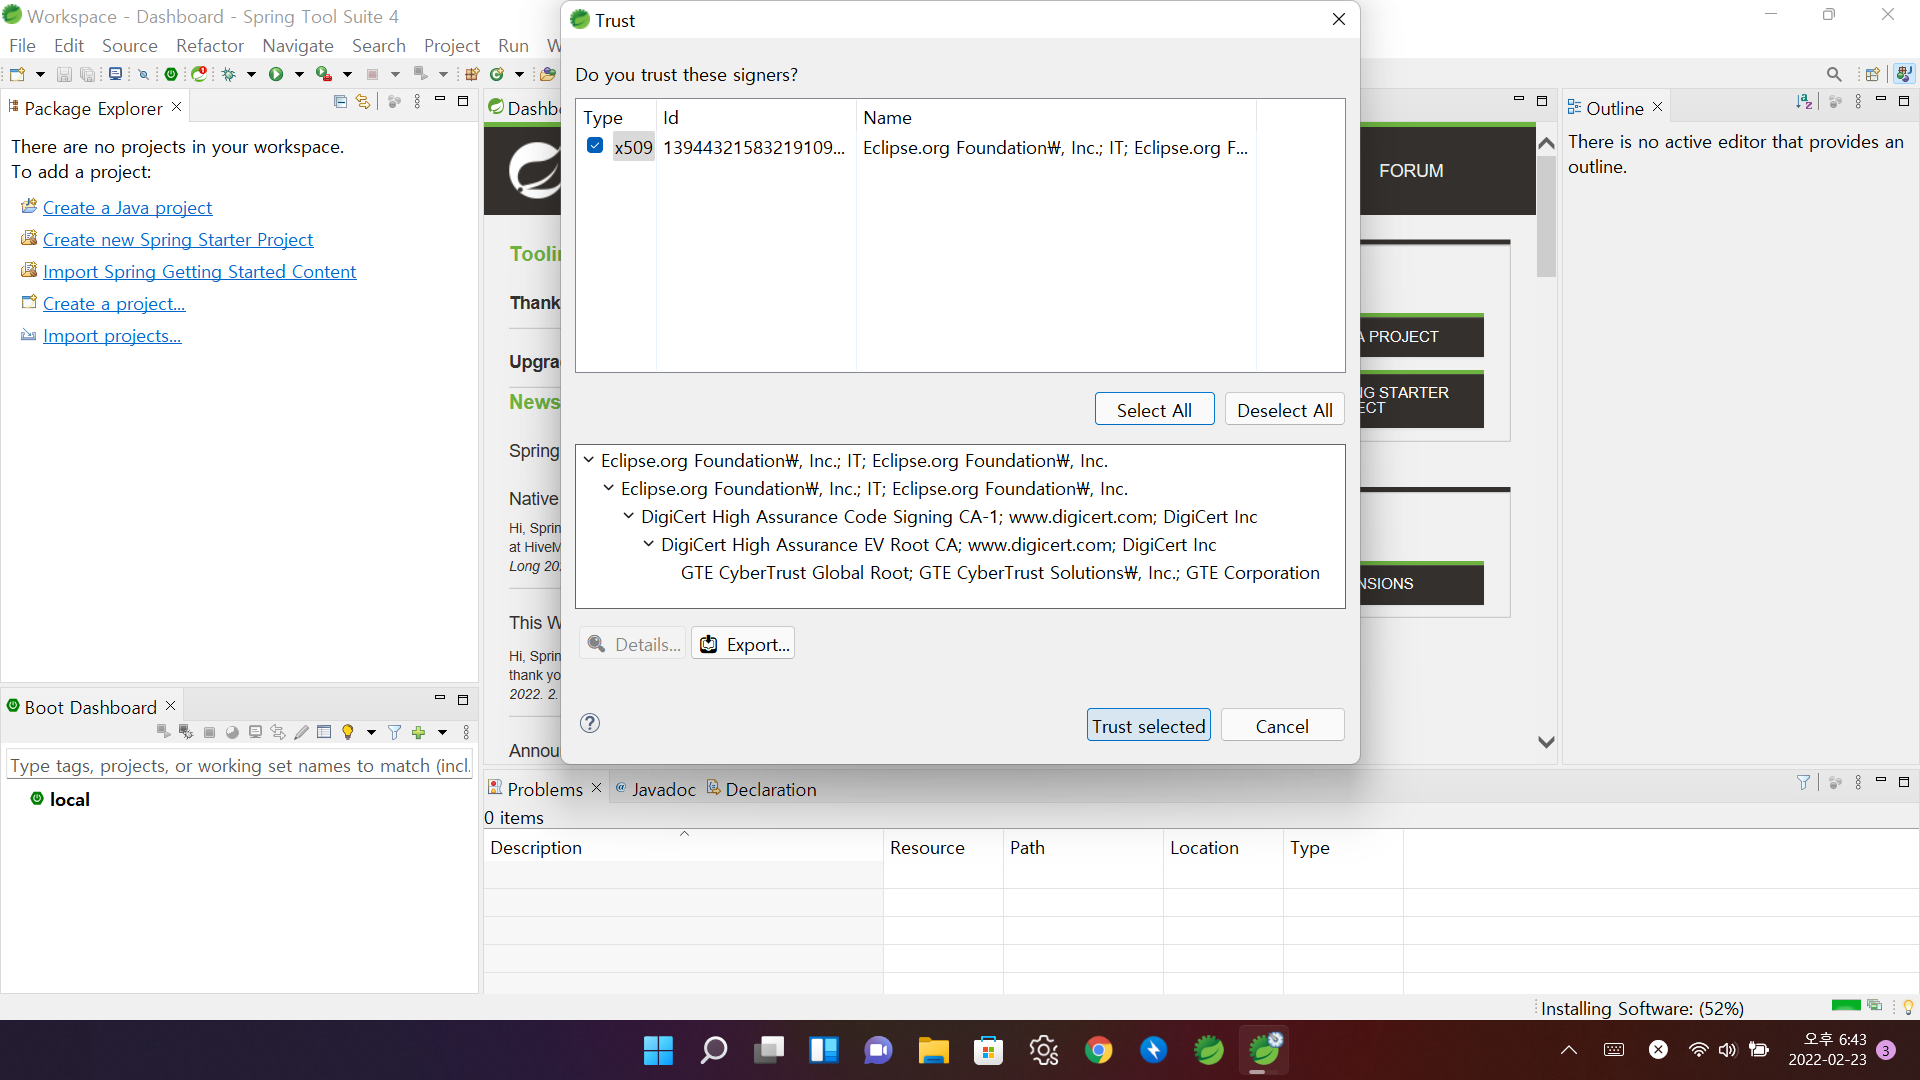 Workspace - Dashboard - Spring Tool Suite 4
File Edit Source Refactor Navigate Search Project Run W
Package Explorer
There are no projects in your workspace.
To add a project:
Create a Java project
Create new Spring Starter Project
Import Spring Getting Started Content
Create a project...
Import projects...
Boot Dashboard
Type tags, projects, or working set names to match (incl.
local
Dashb
Toolin
Thank
Upgra
News
Spring
Native
Hi, Sprin
at HiveM
Long 20
This W
Hi, Sprin
thank yo
2022. 2.
Annou
FORUM
A PROJECT
NG STARTER
ECT
NSIONS
Trust
Do you trust these signers?
Type Id Name
x509 13944321583219109... Eclipse.org Foundation₩, Inc.; IT; Eclipse.org F...
Select All Deselect All
Eclipse.org Foundation₩, Inc.; IT; Eclipse.org Foundation₩, Inc.
Eclipse.org Foundation₩, Inc.; IT; Eclipse.org Foundation₩, Inc.
DigiCert High Assurance Code Signing CA-1; www.digicert.com; DigiCert Inc
DigiCert High Assurance EV Root CA; www.digicert.com; DigiCert Inc
GTE CyberTrust Global Root; GTE CyberTrust Solutions₩, Inc.; GTE Corporation
Details... Export...
Trust selected Cancel
Outline
There is no active editor that provides an
outline.
Problems Javadoc Declaration
0 items
Description Resource Path Location Type
Installing Software: (52%)
오후 6:43
2022-02-23
3